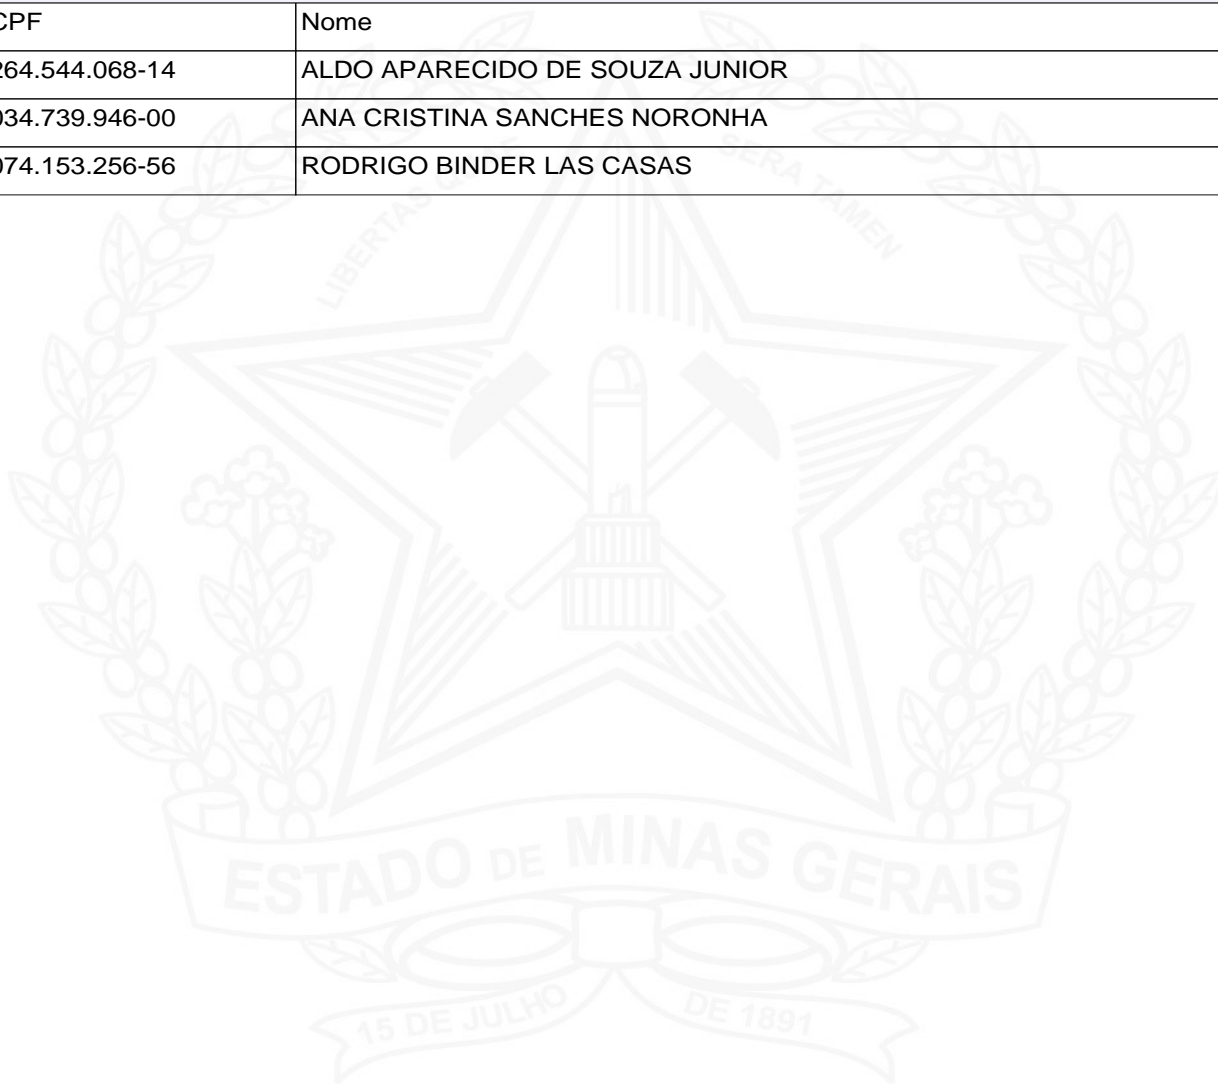 CPF Nome
264.544.068-14 ALDO APARECIDO DE SOUZA JUNIOR
034.739.946-00 ANA CRISTINA SANCHES NORONHA
074.153.256-56 RODRIGO BINDER LAS CASAS
LIBERTAS QUE SERA TAMEN
ESTADO DE MINAS GERAIS
15 DE JULHO DE 1891